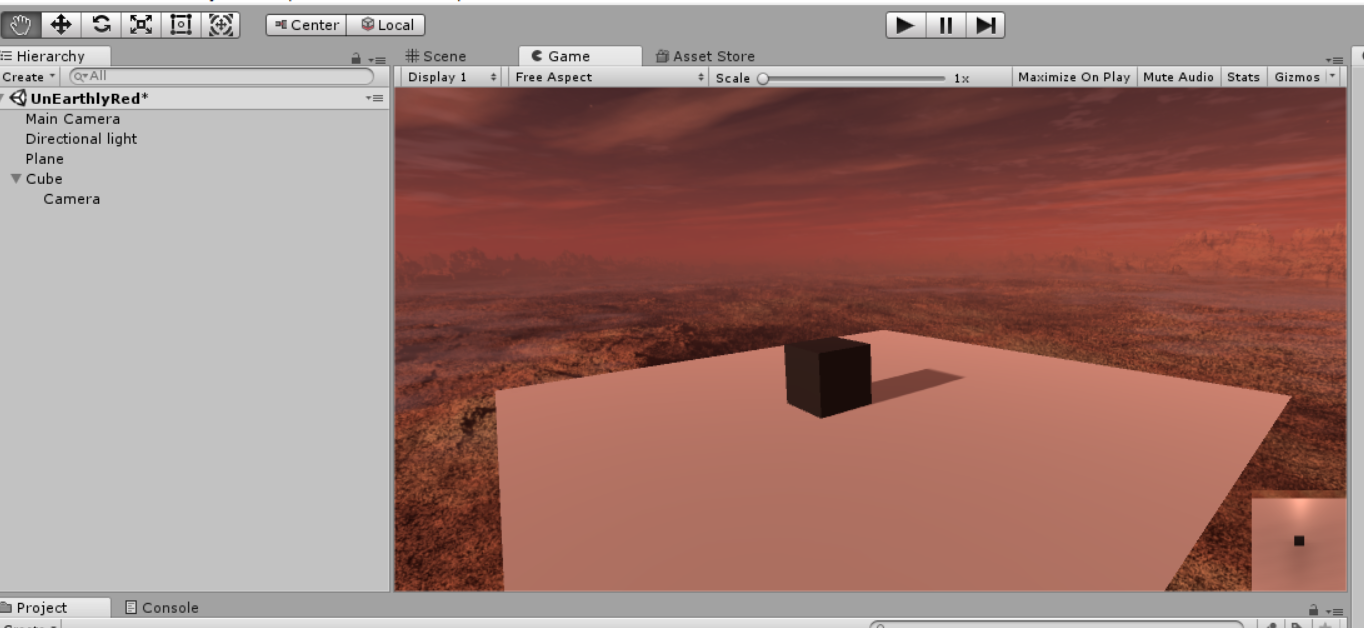 Center Local
Hierarchy Scene Game Asset Store
Create All Display 1 Free Aspect Scale 1x Maximize On Play Mute Audio Stats Gizmos
UnEarthlyRed*
Main Camera
Directional light
Plane
Cube
Camera
Project Console